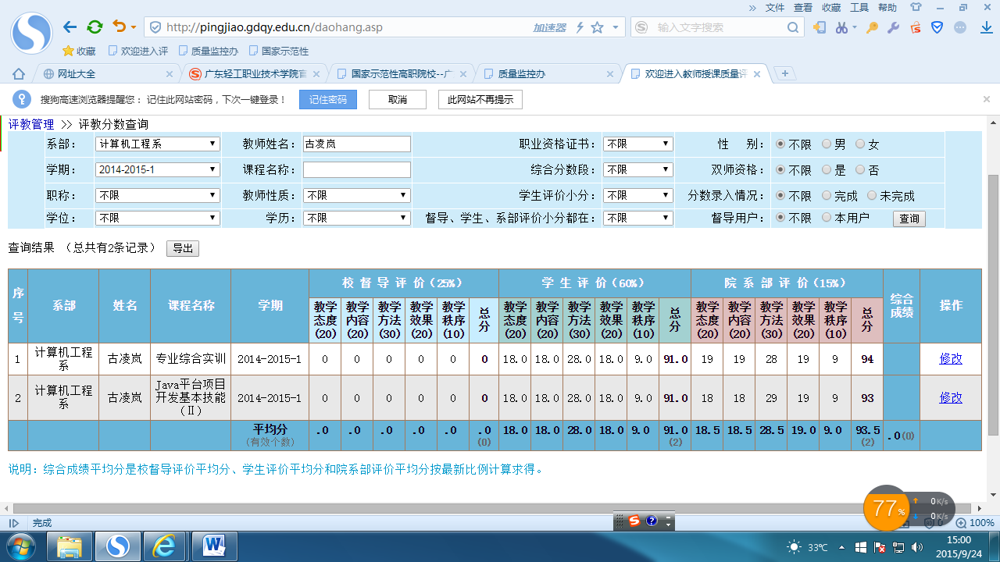 文件 查看 收藏 工具 帮助
http://pingjiao.gdqy.edu.cn/daohang.asp 加速器 输入文字搜索
收藏 欢迎进入评 质量监控办 国家示范性
网址大全 广东轻工职业技术学院官 国家示范性高职院校--广 质量监控办 欢迎进入教师授课质量评
搜狗高速浏览器提醒您： 记住此网站密码，下次一键登录！ 记住密码 取消 此网站不再提示
评教管理 >> 评教分数查询
系部： 计算机工程系 教师姓名： 古凌岚 职业资格证书： 不限 性 别： 不限 男 女
学期： 2014-2015-1 课程名称： 综合分数段： 不限 双师资格： 不限 是 否
职称： 不限 教师性质： 不限 学生评价小分： 不限 分数录入情况： 不限 完成 未完成
学位： 不限 学历： 不限 督导、学生、系部评价小分都在： 不限 督导用户： 不限 本用户 查询
查询结果 （总共有2条记录） 导出
序号 系部 姓名 课程名称 学期 校 督 导 评 价（25%） 学 生 评 价（60%） 院 系 部 评 价（15%） 综合成绩 操作
教学态度(20) 教学内容(20) 教学方法(30) 教学效果(20) 教学秩序(10) 总分 教学态度(20) 教学内容(20) 教学方法(30) 教学效果(20) 教学秩序(10) 总分 教学态度(20) 教学内容(20) 教学方法(30) 教学效果(20) 教学秩序(10) 总分
1 计算机工程系 古凌岚 专业综合实训 2014-2015-1 0 0 0 0 0 0 18.0 18.0 28.0 18.0 9.0 91.0 19 19 28 19 9 94 修改
2 计算机工程系 古凌岚 Java平台项目开发基本技能（Ⅱ） 2014-2015-1 0 0 0 0 0 0 18.0 18.0 28.0 18.0 9.0 91.0 18 18 29 19 9 93 修改
平均分 .0 .0 .0 .0 .0 .0 18.0 18.0 28.0 18.0 9.0 91.0 18.5 18.5 28.5 19.0 9.0 93.5 .0(0)
（有效个数） (0) (2) (2)
说明：综合成绩平均分是校督导评价平均分、学生评价平均分和院系部评价平均分按最新比例计算求得。
77% 0 K/s
0 K/s
完成 100%
33℃ 15:00
2015/9/24